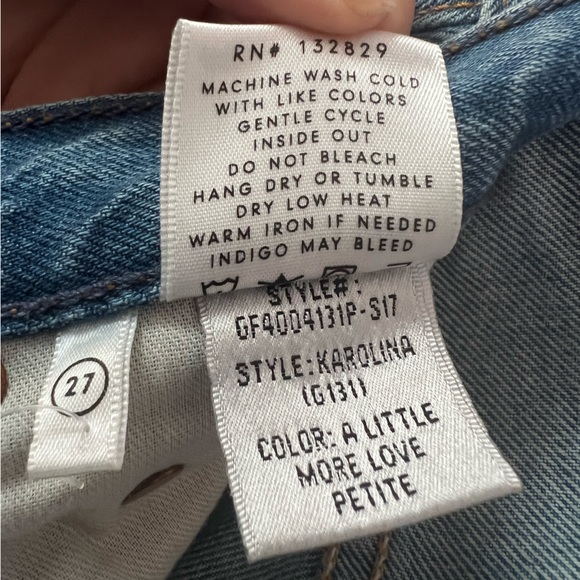 RN# 132829
MACHINE WASH COLD
WITH LIKE COLORS
GENTLE CYCLE
INSIDE OUT
DO NOT BLEACH
HANG DRY OR TUMBLE
DRY LOW HEAT
WARM IRON IF NEEDED
INDIGO MAY BLEED
STYLE#:
GF4004131P-S17
STYLE:KAROLINA
(G131)
COLOR: A LITTLE
MORE LOVE
PETITE
27